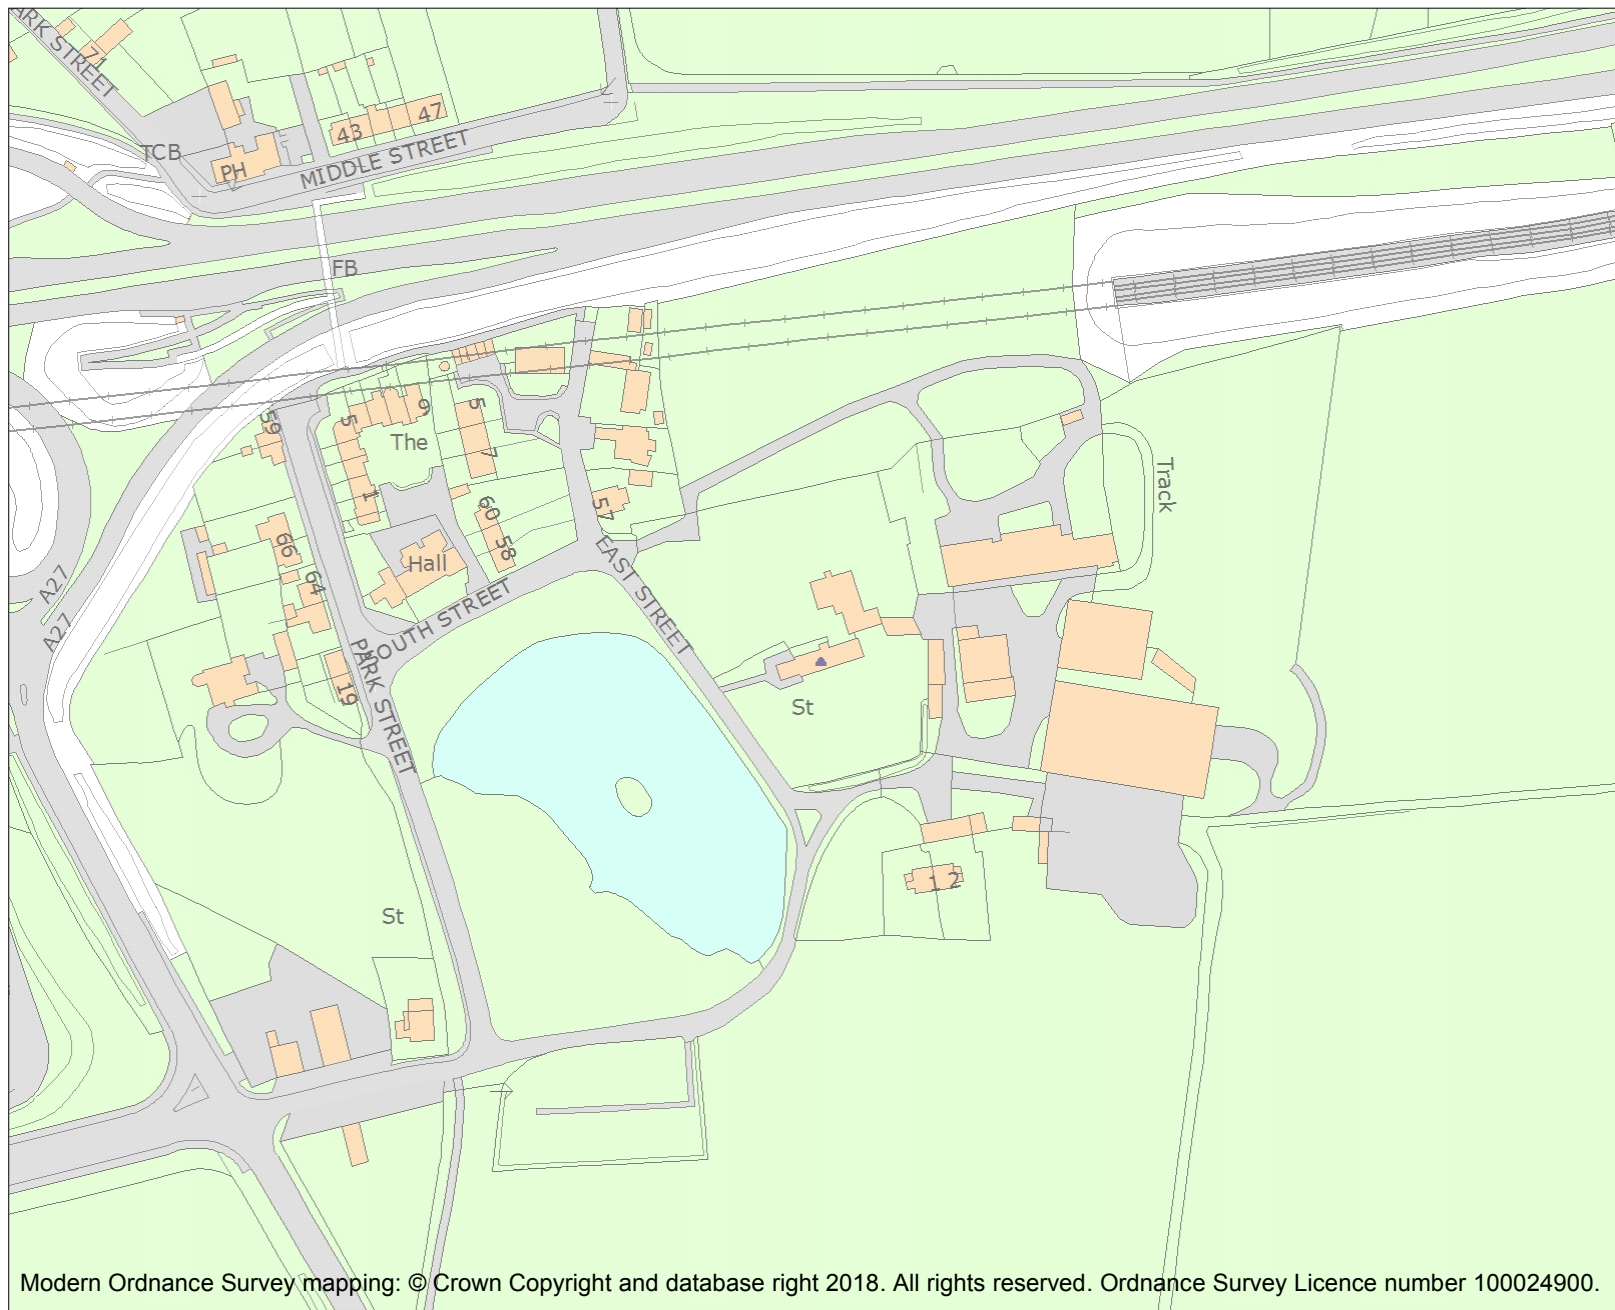 PARK STREET
71
43
47
TCB
PH
MIDDLE STREET
FB
59
5
9
5
The
7
1
60
58
57
Track
66
64
Hall
SOUTH STREET
EAST STREET
A27
A27
PARK STREET
19
St
1 2
St
Modern Ordnance Survey mapping: © Crown Copyright and database right 2018. All rights reserved. Ordnance Survey Licence number 100024900.